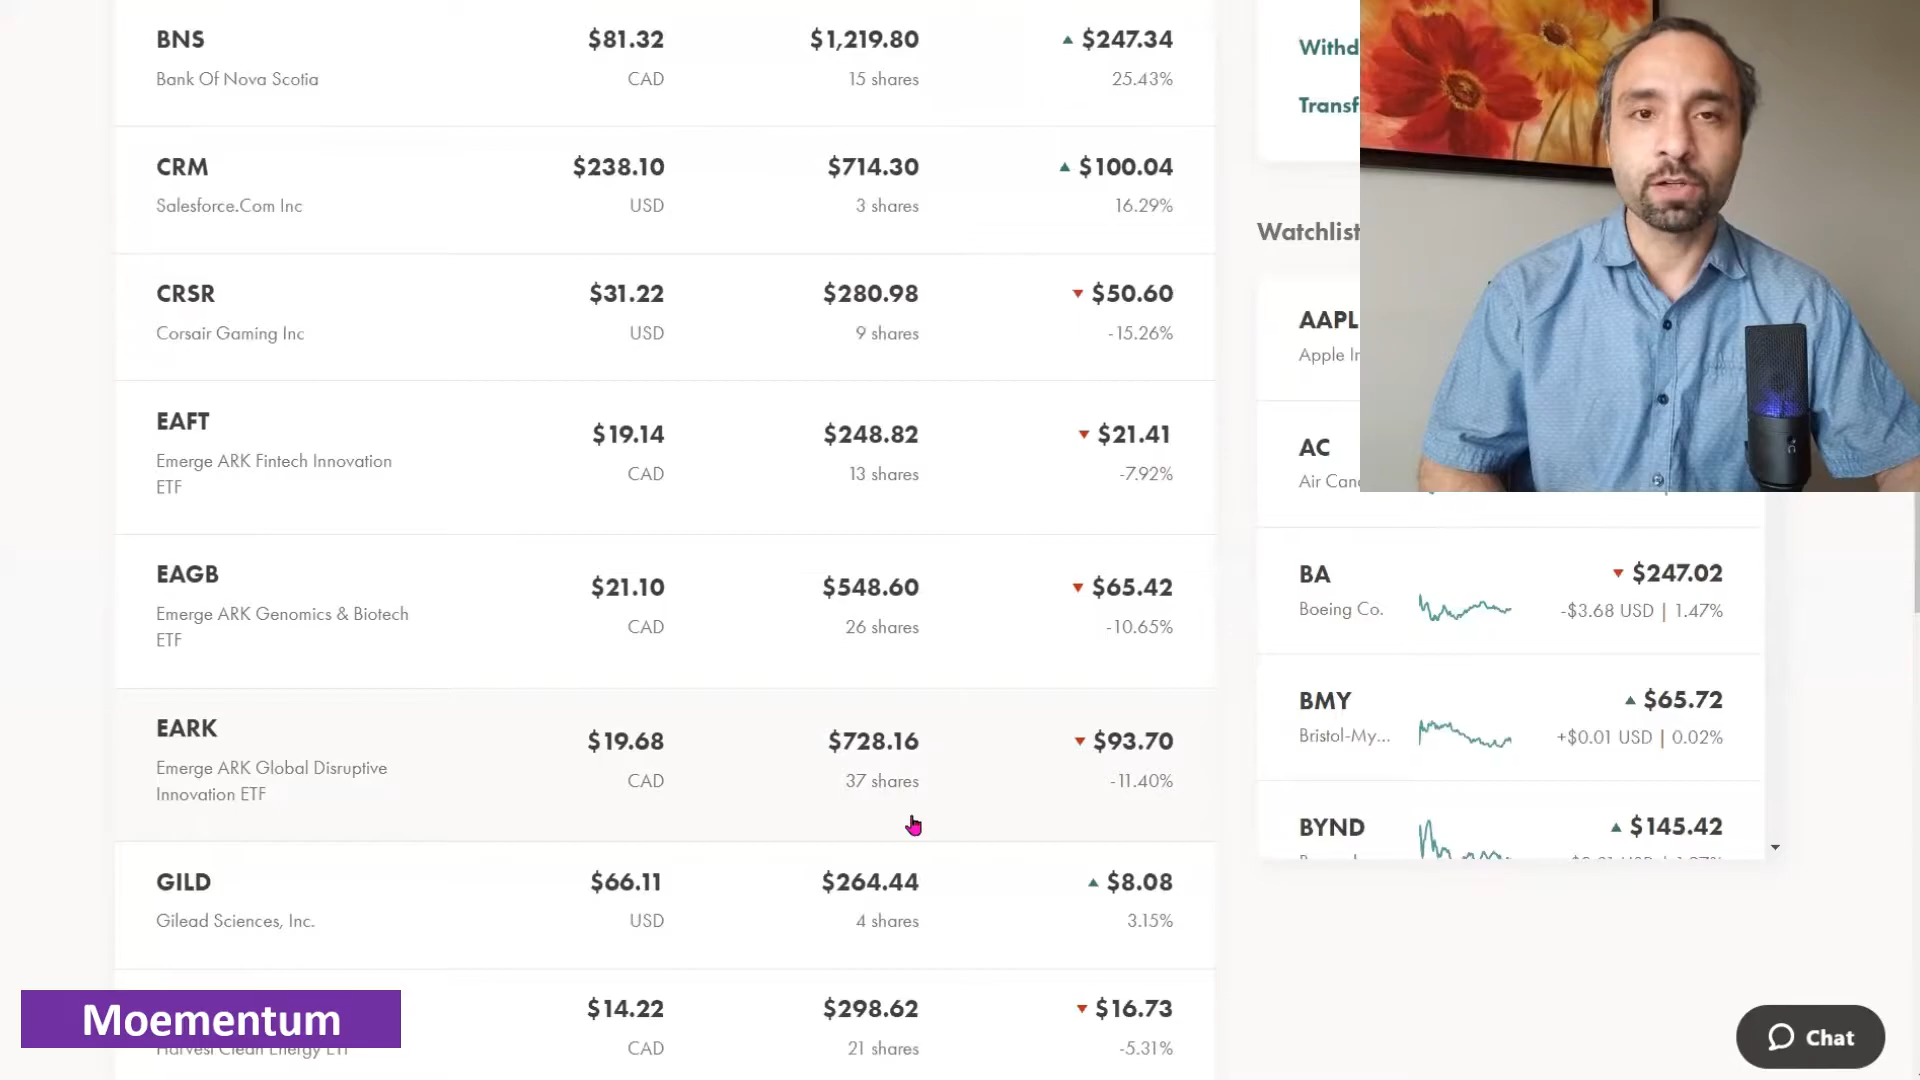 BNS
$81.32
$1,219.80
$247.34
Bank Of Nova Scotia
CAD
15 shares
25.43%
CRM
$238.10
$714.30
$100.04
Salesforce.Com Inc
USD
3 shares
16.29%
CRSR
$31.22
$280.98
$50.60
Corsair Gaming Inc
USD
9 shares
-15.26%
EAFT
$19.14
$248.82
$21.41
Emerge ARK Fintech Innovation
ETF
CAD
13 shares
-7.92%
EAGB
$21.10
$548.60
$65.42
Emerge ARK Genomics & Biotech
ETF
CAD
26 shares
-10.65%
EARK
$19.68
$728.16
$93.70
Emerge ARK Global Disruptive
Innovation ETF
CAD
37 shares
-11.40%
GILD
$66.11
$264.44
$8.08
Gilead Sciences, Inc.
USD
4 shares
3.15%
$14.22
$298.62
$16.73
Harvest Clean Energy ETF
CAD
21 shares
-5.31%
Moementum
Withd
Transf
Watchlist
AAPL
Apple In
AC
Air Cana
BA
$247.02
Boeing Co.
-$3.68 USD | 1.47%
BMY
$65.72
Bristol-My...
+$0.01 USD | 0.02%
BYND
$145.42
Chat